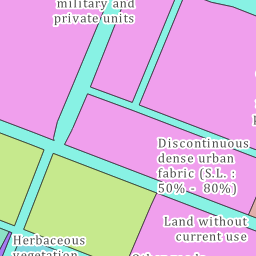 military and
private units
Discontinuous
dense urban
fabric (S.L. :
50% - 80%)
Land without
current use
Herbaceous
vegetation